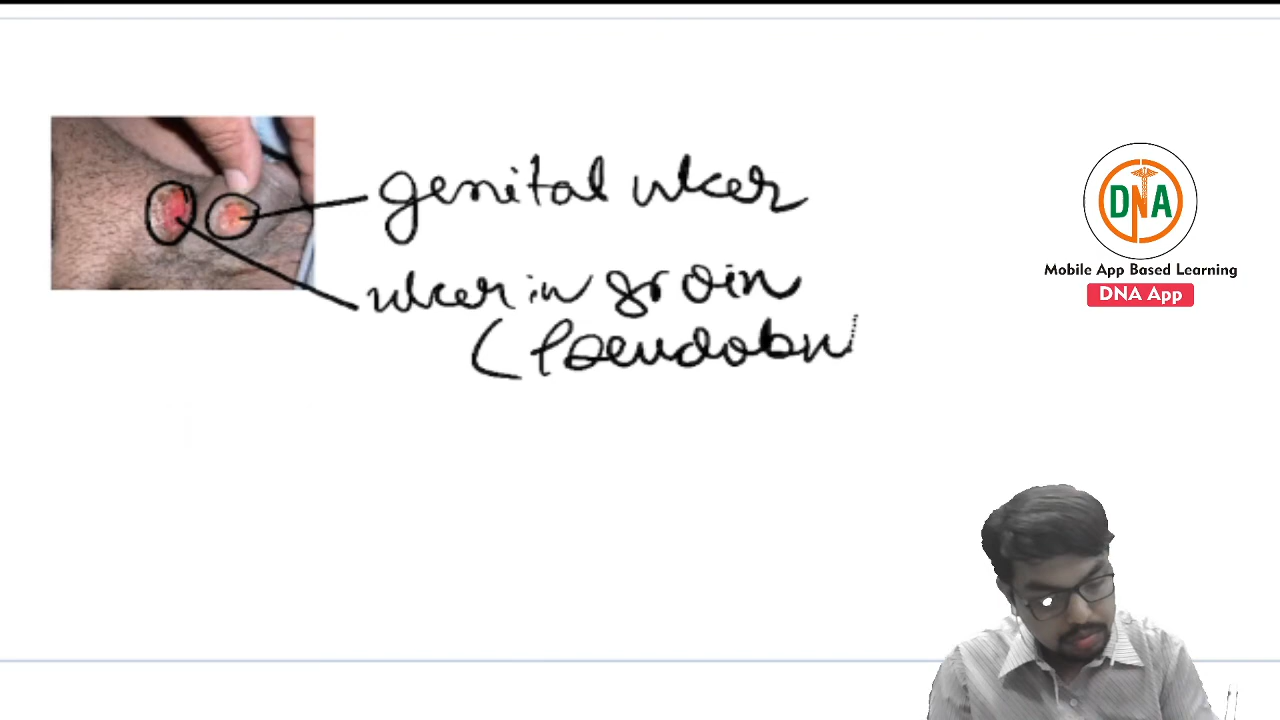 genital ulcer
ulcer in groin
(Pseudobu
DNA
Mobile App Based Learning
DNA App